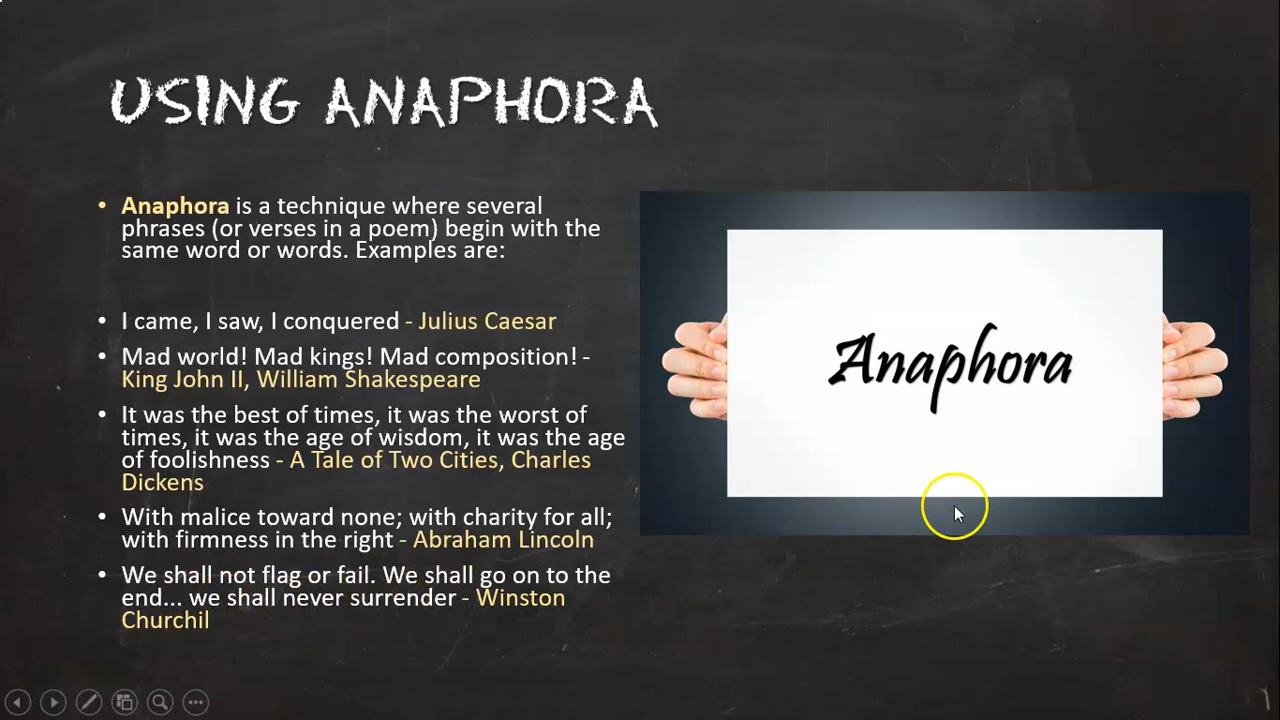 USING ANAPHORA
Anaphora is a technique where several
phrases (or verses in a poem) begin with the
same word or words. Examples are:
I came, I saw, I conquered - Julius Caesar
Mad world! Mad kings! Mad composition! -
King John II, William Shakespeare
It was the best of times, it was the worst of
times, it was the age of wisdom, it was the age
of foolishness - A Tale of Two Cities, Charles
Dickens
With malice toward none; with charity for all;
with firmness in the right - Abraham Lincoln
We shall not flag or fail. We shall go on to the
end... we shall never surrender - Winston
Churchil
Anaphora